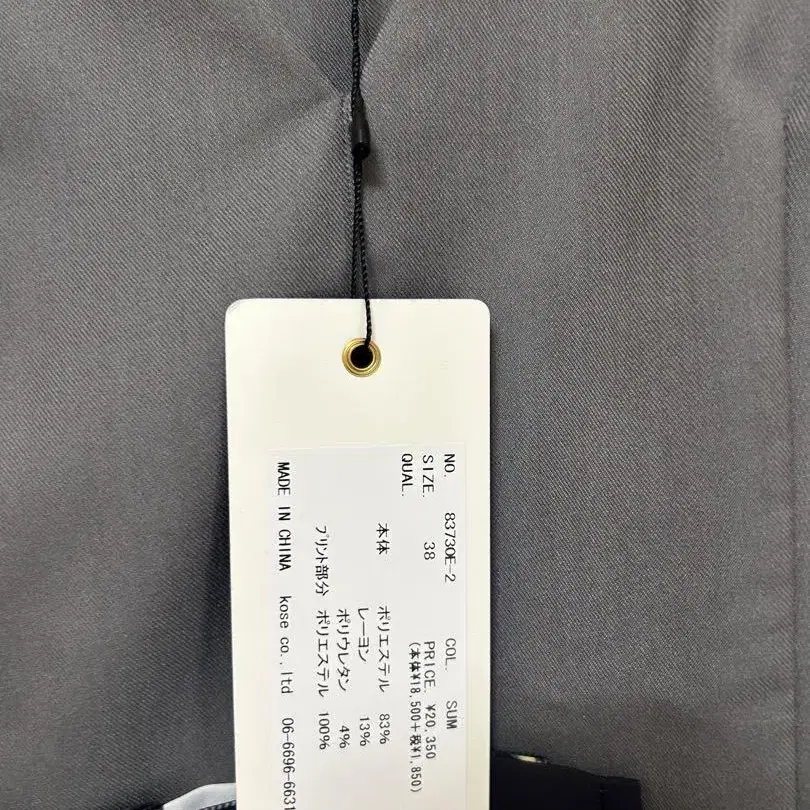 NO. 83730E-2 COL. SUM
SIZE. 38 PRICE. ¥20,350
QUAL. (本体¥18,500+税¥1,850)
本体 ポリエステル 83%
レーヨン 13%
ポリウレタン 4%
プリント部分 ポリエステル 100%
MADE IN CHINA kose co.,ltd 06-6696-6631